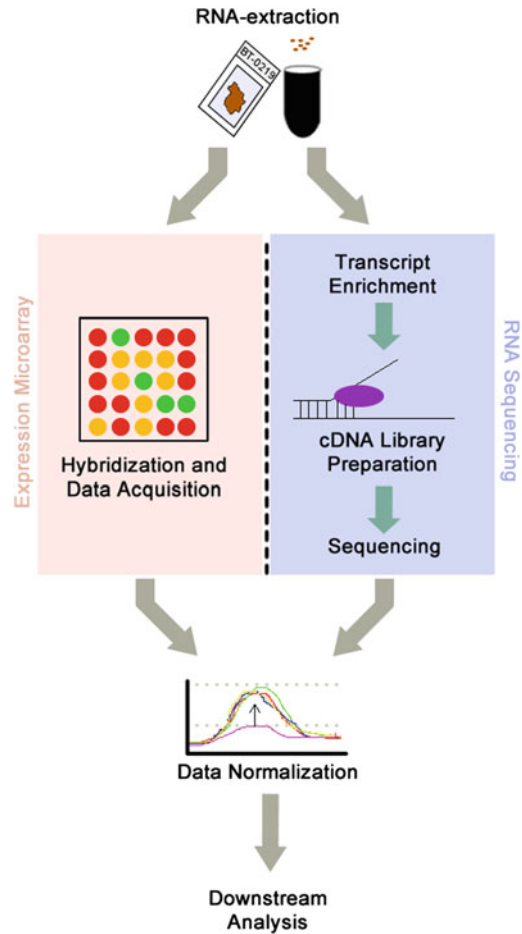 RNA-extraction
BT-0219
Expression Microarray
Hybridization and
Data Acquisition
Transcript
Enrichment
cDNA Library
Preparation
Sequencing
RNA Sequencing
Data Normalization
Downstream
Analysis